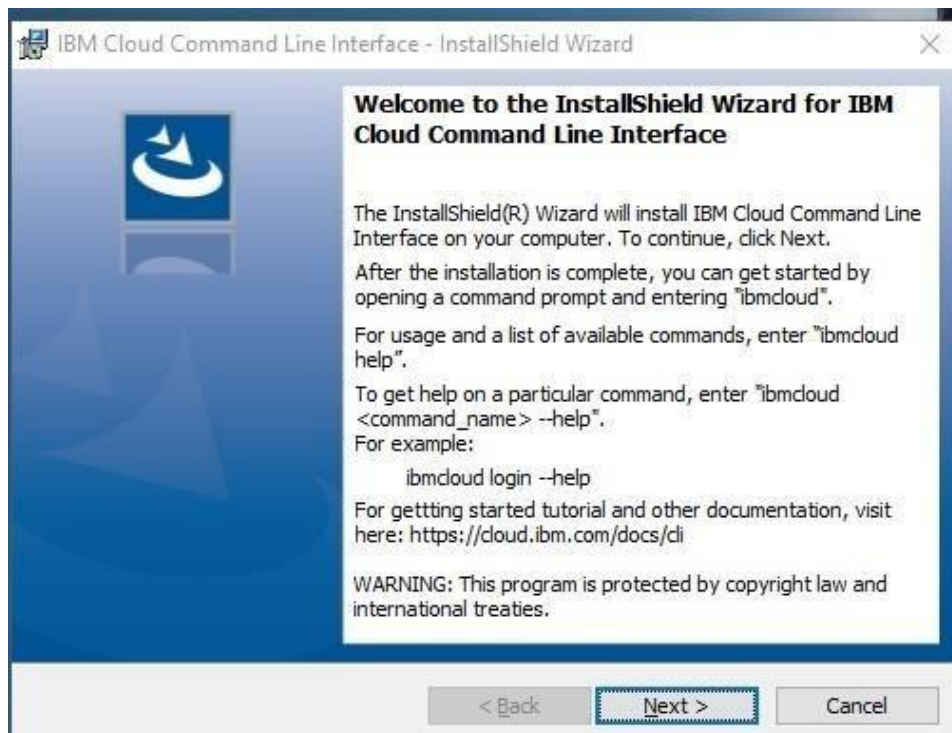 IBM Cloud Command Line Interface - InstallShield Wizard
Welcome to the InstallShield Wizard for IBM
Cloud Command Line Interface
The InstallShield(R) Wizard will install IBM Cloud Command Line
Interface on your computer. To continue, click Next.
After the installation is complete, you can get started by
opening a command prompt and entering "ibmcloud".
For usage and a list of available commands, enter "ibmcloud
help".
To get help on a particular command, enter "ibmcloud
<command_name> --help".
For example:
ibmcloud login --help
For gettting started tutorial and other documentation, visit
here: https://cloud.ibm.com/docs/cli
WARNING: This program is protected by copyright law and
international treaties.
< Back Next > Cancel